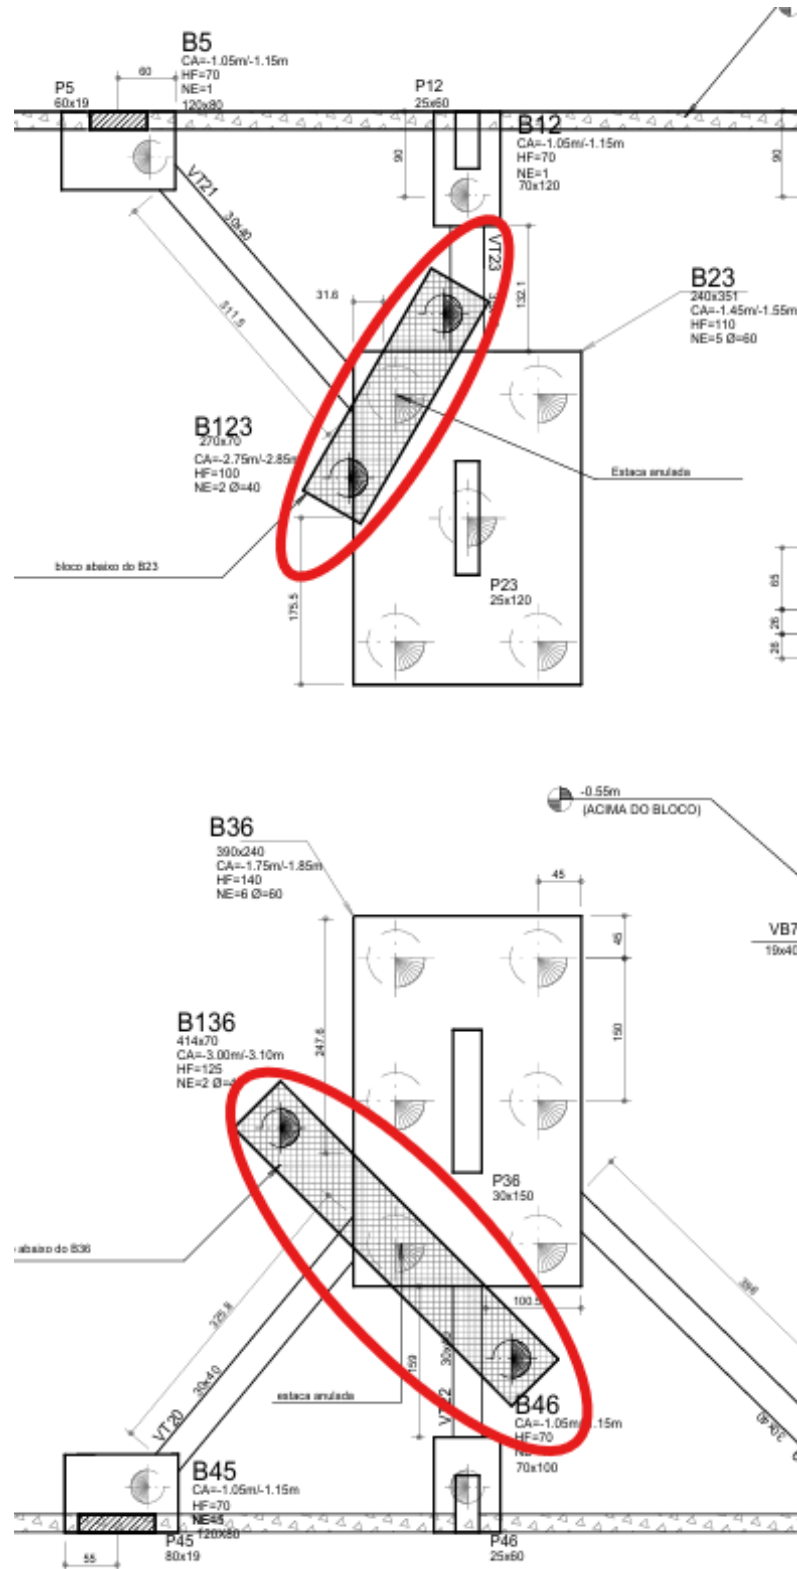 B5
CA=-1.05m/-1.15m
HF=70
NE=1
120x80
60
P5
60x19
P12
25x60
B12
CA=-1.05m/-1.15m
HF=70
NE=1
70x120
90
90
VT21
30x40
311.5
31.6
VT23
132.1
B23
240x351
CA=-1.45m/-1.55m
HF=110
NE=5 Ø=60
B123
270x70
CA=-2.75m/-2.85m
HF=100
NE=2 Ø=40
Estaca anulada
bloco abaixo do B23
175.5
P23
25x120
65
26
26
-0.55m
(ACIMA DO BLOCO)
B36
390x240
CA=-1.75m/-1.85m
HF=140
NE=6 Ø=60
45
45
150
VB7
19x40
B136
414x70
CA=-3.00m/-3.10m
HF=125
NE=2 Ø=4
247.6
P36
30x150
abaixo do B36
325.8
30x40
VT20
100.5
159
30x
estaca anulada
396
30x40
B46
CA=-1.05m/-1.15m
HF=70
70x100
B45
CA=-1.05m/-1.15m
HF=70
120x80
P45
80x19
55
P46
25x60